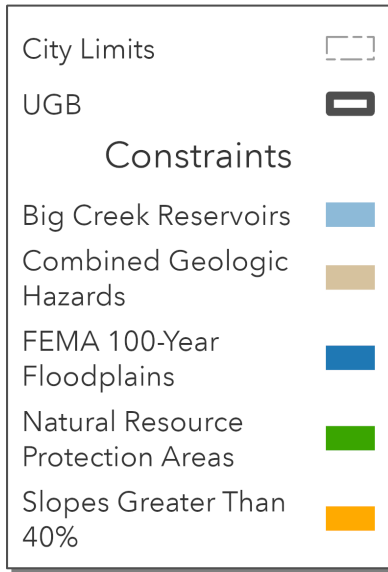 City Limits
UGB
Constraints
Big Creek Reservoirs
Combined Geologic
Hazards
FEMA 100-Year
Floodplains
Natural Resource
Protection Areas
Slopes Greater Than
40%